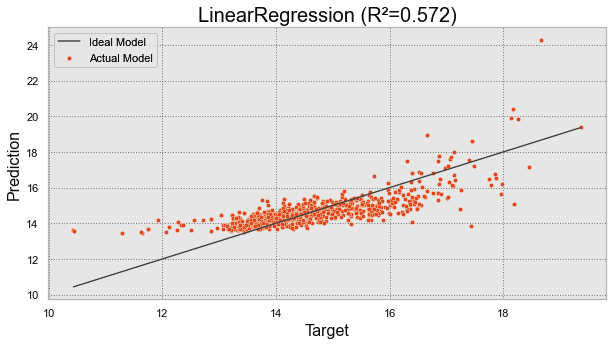 LinearRegression (R²=0.572)
Ideal Model
Actual Model
Prediction
24
22
20
18
16
14
12
10
10 12 14 16 18
Target